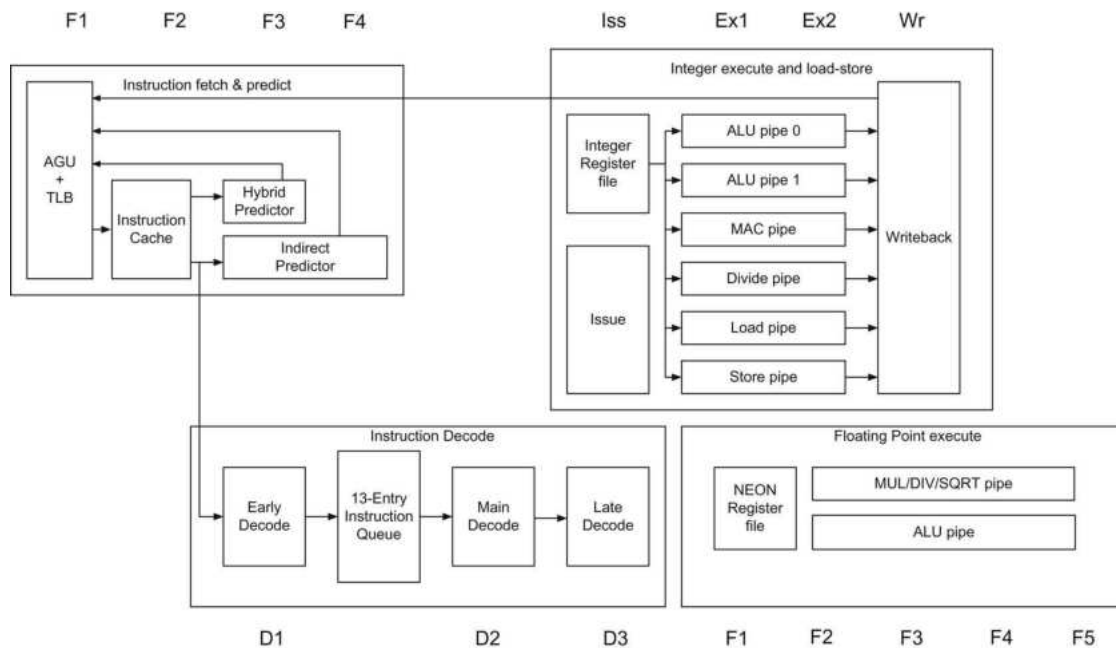 F1 F2 F3 F4 Iss Ex1 Ex2 Wr
Instruction fetch & predict
AGU
+
TLB
Instruction
Cache
Hybrid
Predictor
Indirect
Predictor
Integer execute and load-store
Integer
Register
file
Issue
ALU pipe 0
ALU pipe 1
MAC pipe
Divide pipe
Load pipe
Store pipe
Writeback
Instruction Decode
Early
Decode
13-Entry
Instruction
Queue
Main
Decode
Late
Decode
Floating Point execute
NEON
Register
file
MUL/DIV/SQRT pipe
ALU pipe
D1 D2 D3 F1 F2 F3 F4 F5